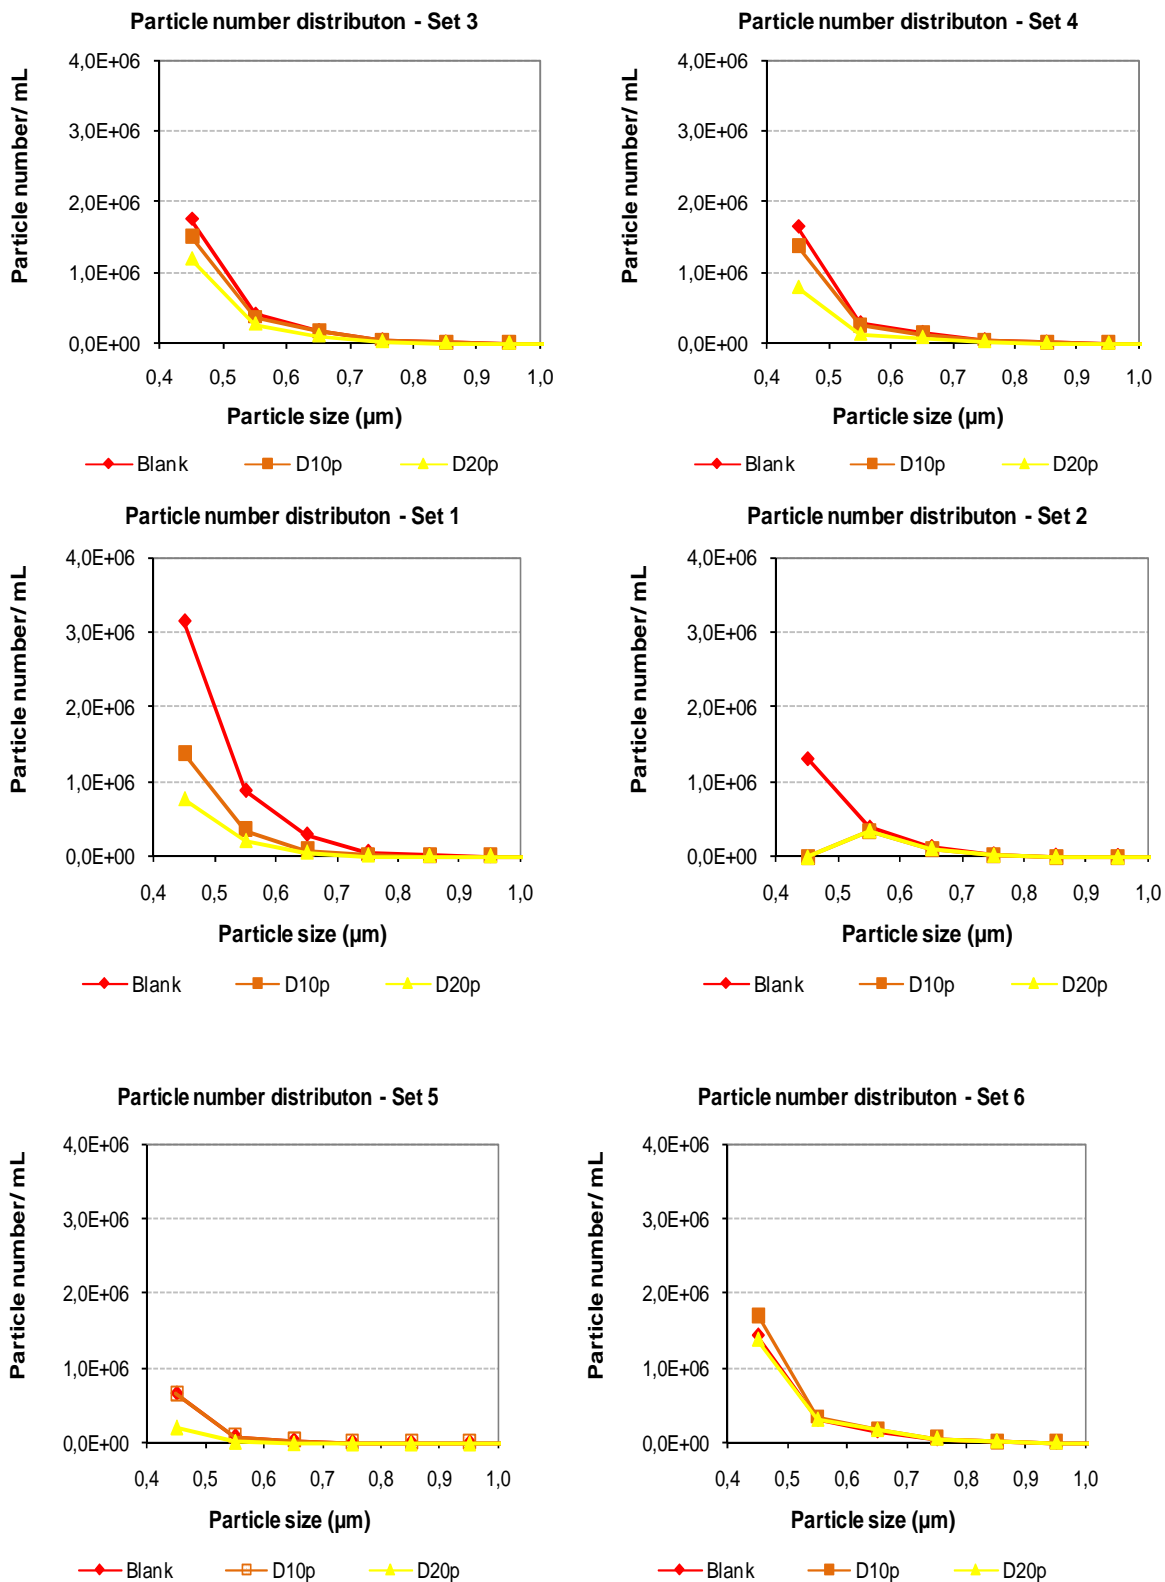 Particle number distributon - Set 3
Particle number/ mL
4,0E+06
3,0E+06
2,0E+06
1,0E+06
0,0E+00
0,4 0,5 0,6 0,7 0,8 0,9 1,0
Particle size (µm)
Blank D10p D20p
Particle number distributon - Set 4
Particle number/ mL
4,0E+06
3,0E+06
2,0E+06
1,0E+06
0,0E+00
0,4 0,5 0,6 0,7 0,8 0,9 1,0
Particle size (µm)
Blank D10p D20p
Particle number distributon - Set 1
Particle number/ mL
4,0E+06
3,0E+06
2,0E+06
1,0E+06
0,0E+00
0,4 0,5 0,6 0,7 0,8 0,9 1,0
Particle size (µm)
Blank D10p D20p
Particle number distributon - Set 2
Particle number/ mL
4,0E+06
3,0E+06
2,0E+06
1,0E+06
0,0E+00
0,4 0,5 0,6 0,7 0,8 0,9 1,0
Particle size (µm)
Blank D10p D20p
Particle number distributon - Set 5
Particle number/ mL
4,0E+06
3,0E+06
2,0E+06
1,0E+06
0,0E+00
0,4 0,5 0,6 0,7 0,8 0,9 1,0
Particle size (µm)
Blank D10p D20p
Particle number distributon - Set 6
Particle number/ mL
4,0E+06
3,0E+06
2,0E+06
1,0E+06
0,0E+00
0,4 0,5 0,6 0,7 0,8 0,9 1,0
Particle size (µm)
Blank D10p D20p